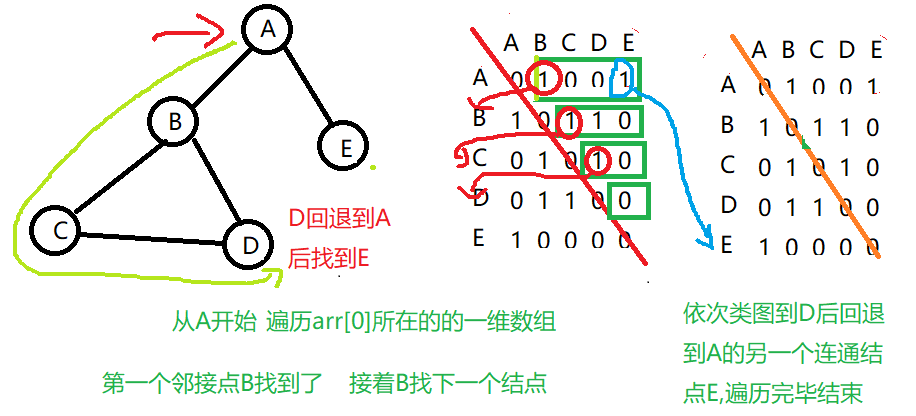 A
B
E
C
D
D回退到A
后找到E
A B C D E
A 0 1 0 0 1
B 1 0 1 1 0
C 0 1 0 1 0
D 0 1 1 0 0
E 1 0 0 0 0
A B C D E
A 0 1 0 0 1
B 1 0 1 1 0
C 0 1 0 1 0
D 0 1 1 0 0
E 1 0 0 0 0
从A开始 遍历arr[0]所在的的一维数组
第一个邻接点B找到了 接着B找下一个结点
依次类图到D后回退
到A的另一个连通结
点E,遍历完毕结束